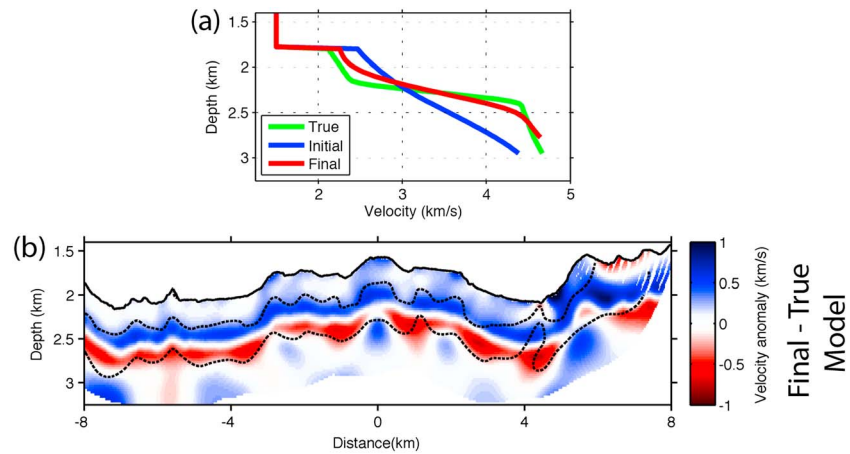 (a)
1.5
2
2.5
3
Depth (km)
True
Initial
Final
2 3 4 5
Velocity (km/s)
(b)
1.5
2
2.5
3
Depth (km)
-8 -4 0 4 8
Distance(km)
1
0.5
0
-0.5
-1
Velocity anomaly (km/s)
Final - True
Model